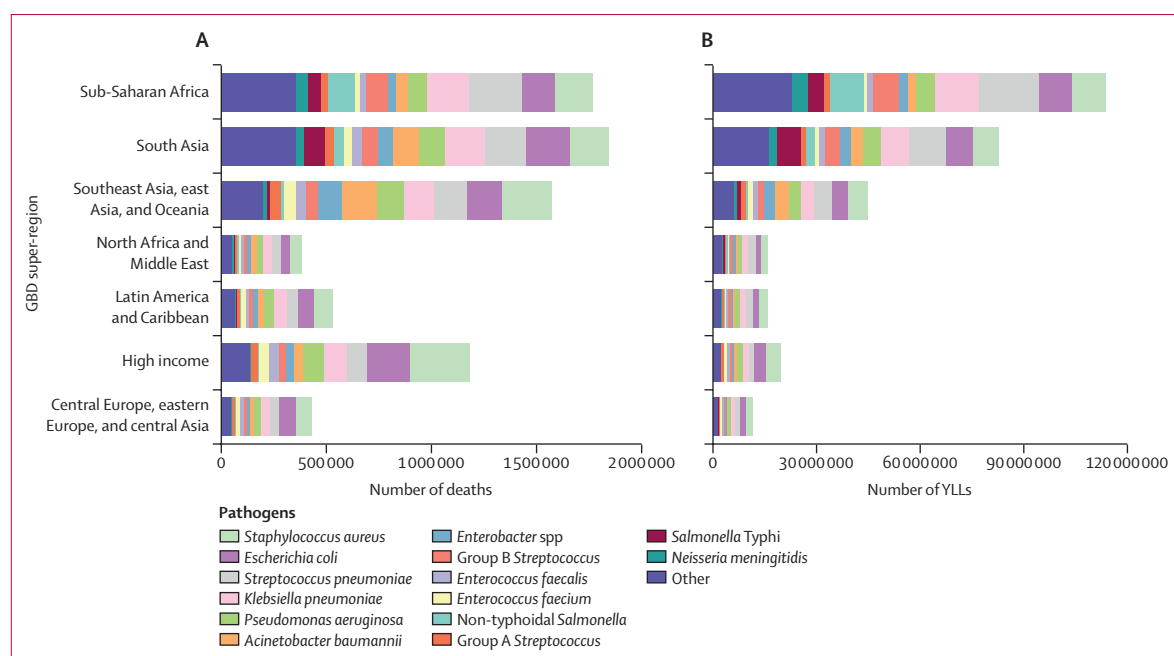 A
B
GBD super-region
Sub-Saharan Africa
South Asia
Southeast Asia, east
Asia, and Oceania
North Africa and
Middle East
Latin America
and Caribbean
High income
Central Europe, eastern
Europe, and central Asia
0 500 000 1 000 000 1 500 000 2 000 000
Number of deaths
0 30 000 000 60 000 000 90 000 000 120 000 000
Number of YLLs
Pathogens
Staphylococcus aureus
Escherichia coli
Streptococcus pneumoniae
Klebsiella pneumoniae
Pseudomonas aeruginosa
Acinetobacter baumannii
Enterobacter spp
Group B Streptococcus
Enterococcus faecalis
Enterococcus faecium
Non-typhoidal Salmonella
Group A Streptococcus
Salmonella Typhi
Neisseria meningitidis
Other